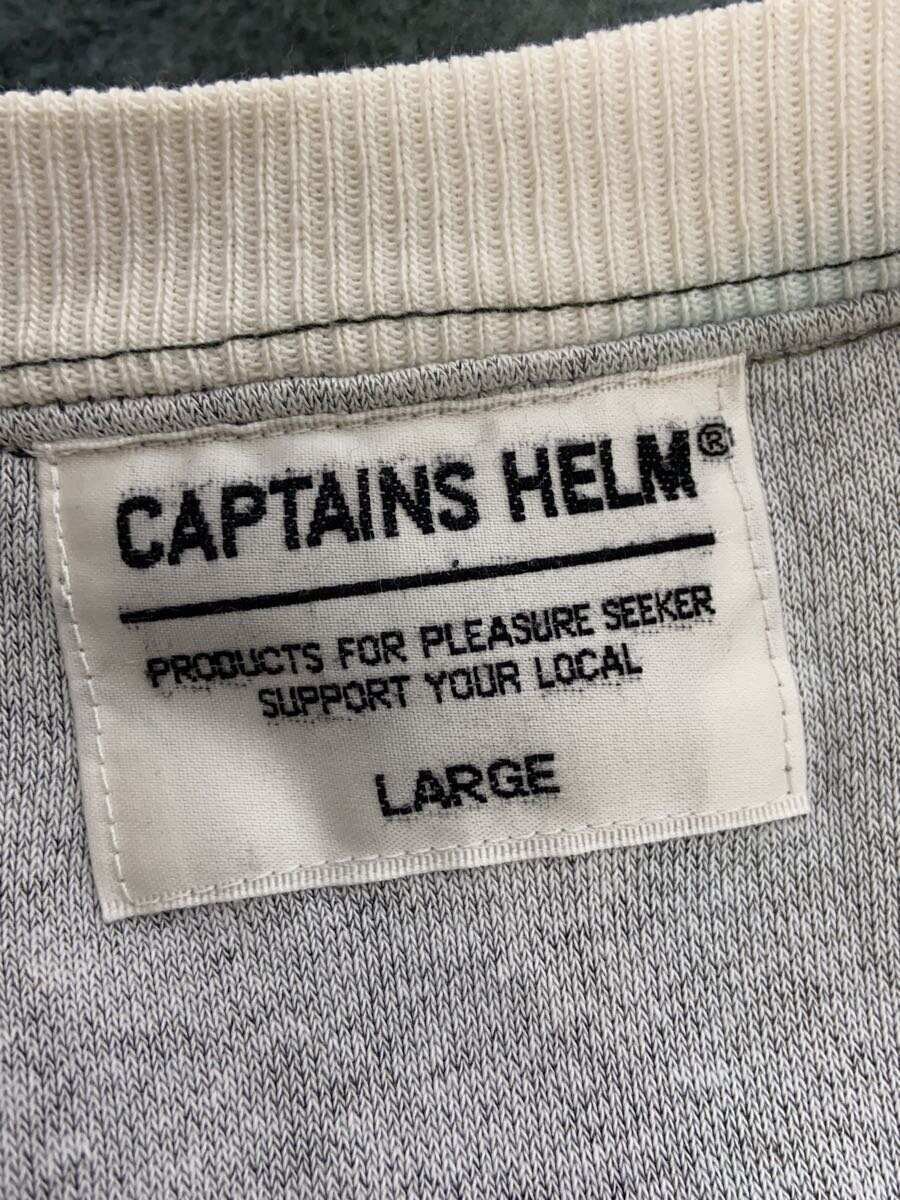 CAPTAINS HELM®
PRODUCTS FOR PLEASURE SEEKER
SUPPORT YOUR LOCAL
LARGE